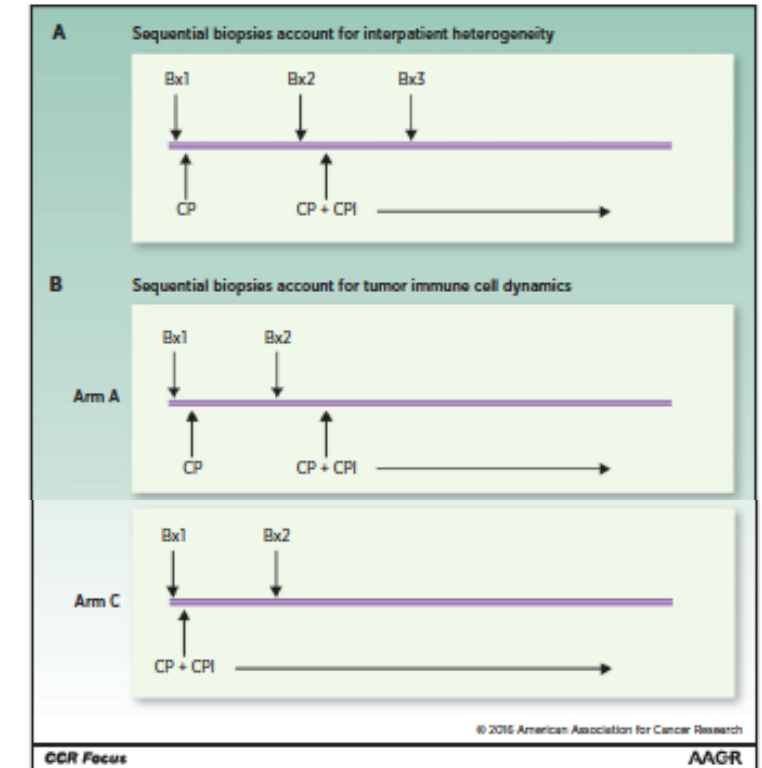 A Sequential biopsies account for interpatient heterogeneity
Bx1 Bx2 Bx3
CP CP + CPI
B Sequential biopsies account for tumor immune cell dynamics
Bx1 Bx2
Arm A
CP CP + CPI
Bx1 Bx2
Arm C
CP + CPI
© 2016 American Association for Cancer Research
CCR Focus AACR